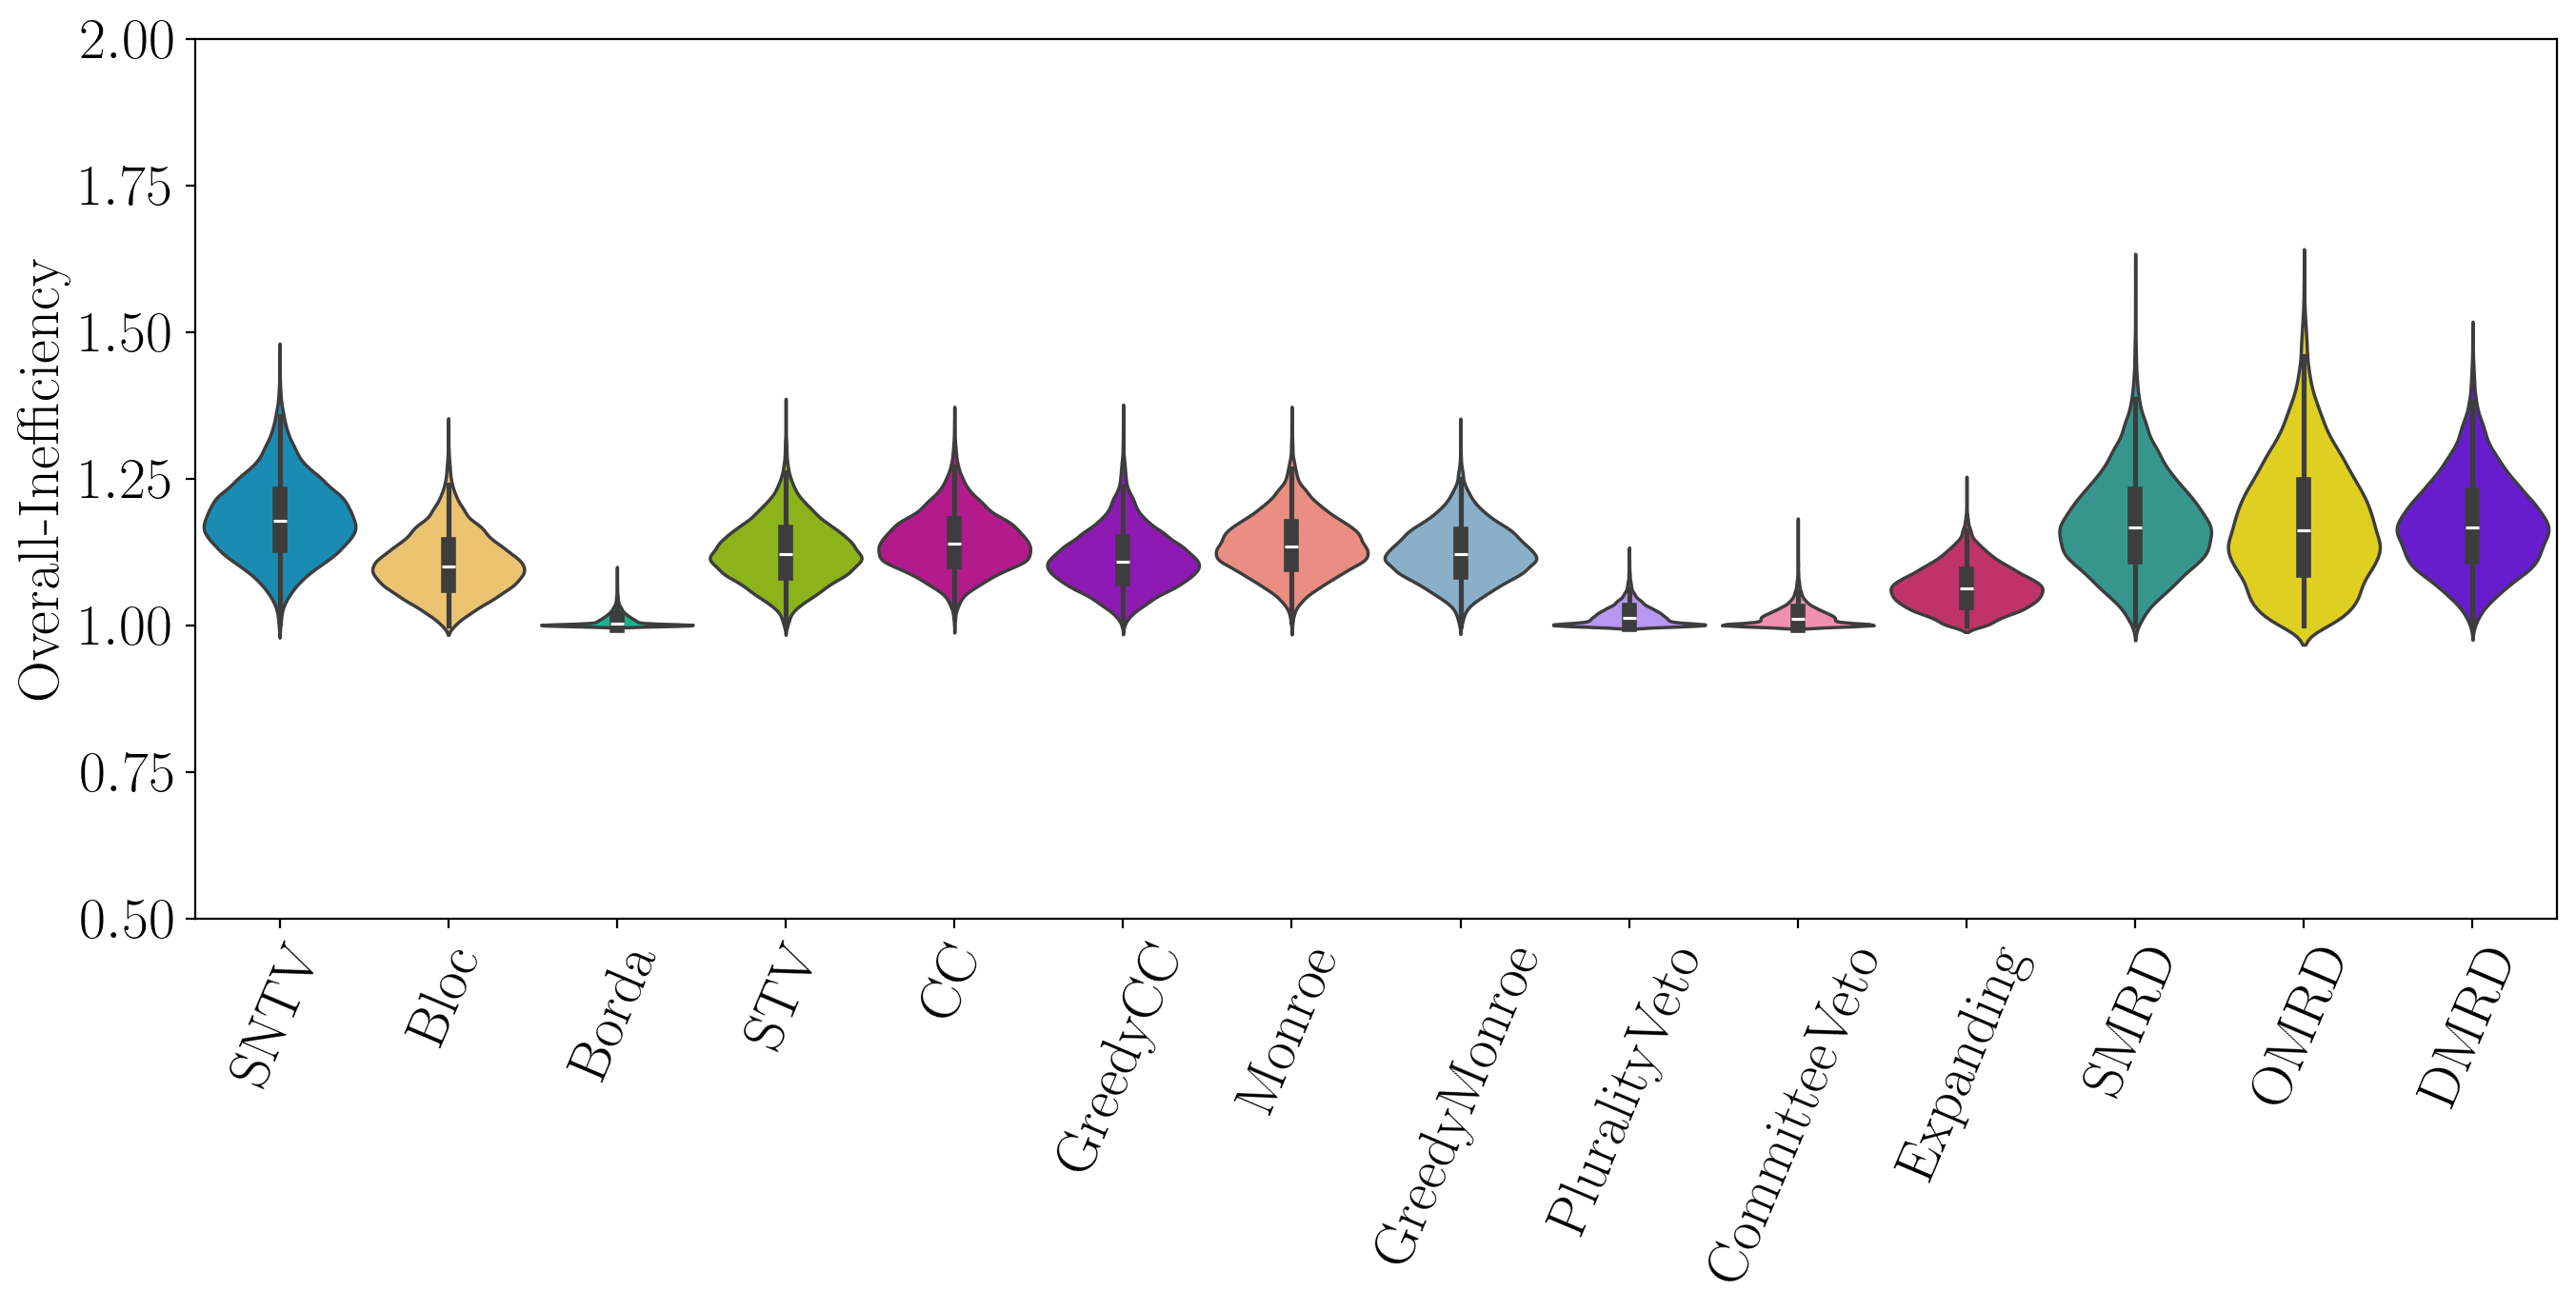 Overall-Inefficiency
2.00
1.75
1.50
1.25
1.00
0.75
0.50
SNTV
Bloc
Borda
STV
CC
GreedyCC
Monroe
GreedyMonroe
PluralityVeto
CommitteeVeto
Expanding
SMRD
OMRD
DMRD